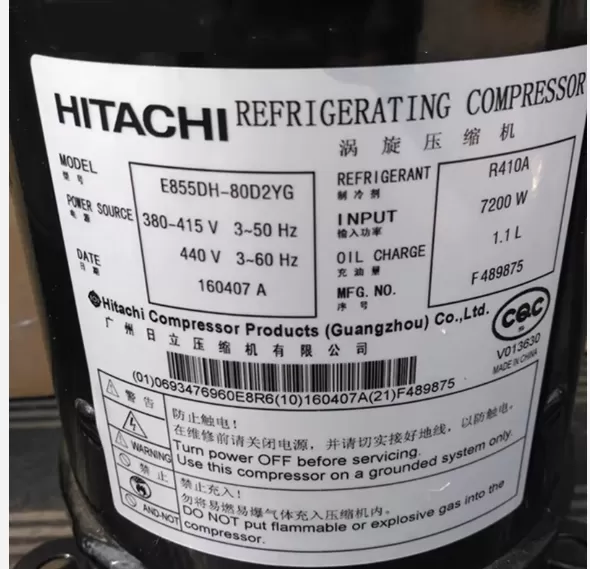 HITACHI REFRIGERATING COMPRESSOR
涡旋压缩机
MODEL
型号
E855DH-80D2YG
POWER SOURCE
电源
380-415 V 3~50 Hz
440 V 3~60 Hz
DATE
日期
160407 A
REFRIGERANT
制冷剂
R410A
INPUT
输入功率
7200 W
OIL CHARGE
充油量
1.1 L
MFG. NO.
序号
F489875
Hitachi Compressor Products (Guangzhou) Co.,Ltd.
广州日立压缩机有限公司
CQC
V013630
MADE IN CHINA
(01)0693476960E8R6(10)160407A(21)F489875
警告
WARNING
防止触电!
在维修前请关闭电源，并请切实接好地线，以防触电。
Turn power OFF before servicing.
Use this compressor on a grounded system only.
禁止
AND-NOT
禁止充入!
勿将易燃易爆气体充入压缩机内。
DO NOT put flammable or explosive gas into the
compressor.